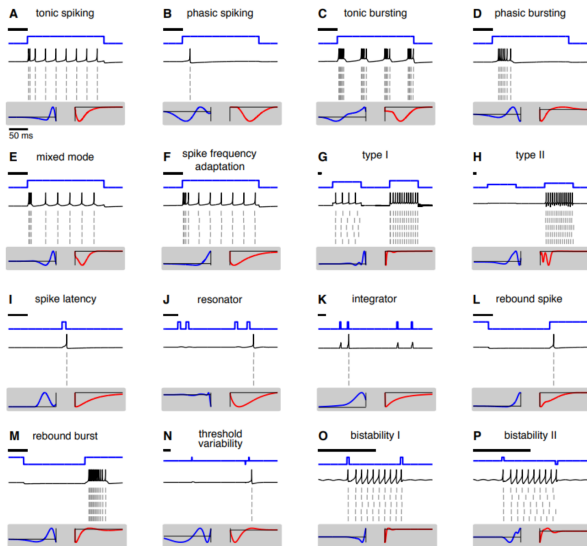 A tonic spiking
B phasic spiking
C tonic bursting
D phasic bursting
50 ms
E mixed mode
F spike frequency
adaptation
G type I
H type II
I spike latency
J resonator
K integrator
L rebound spike
M rebound burst
N threshold
variability
O bistability I
P bistability II